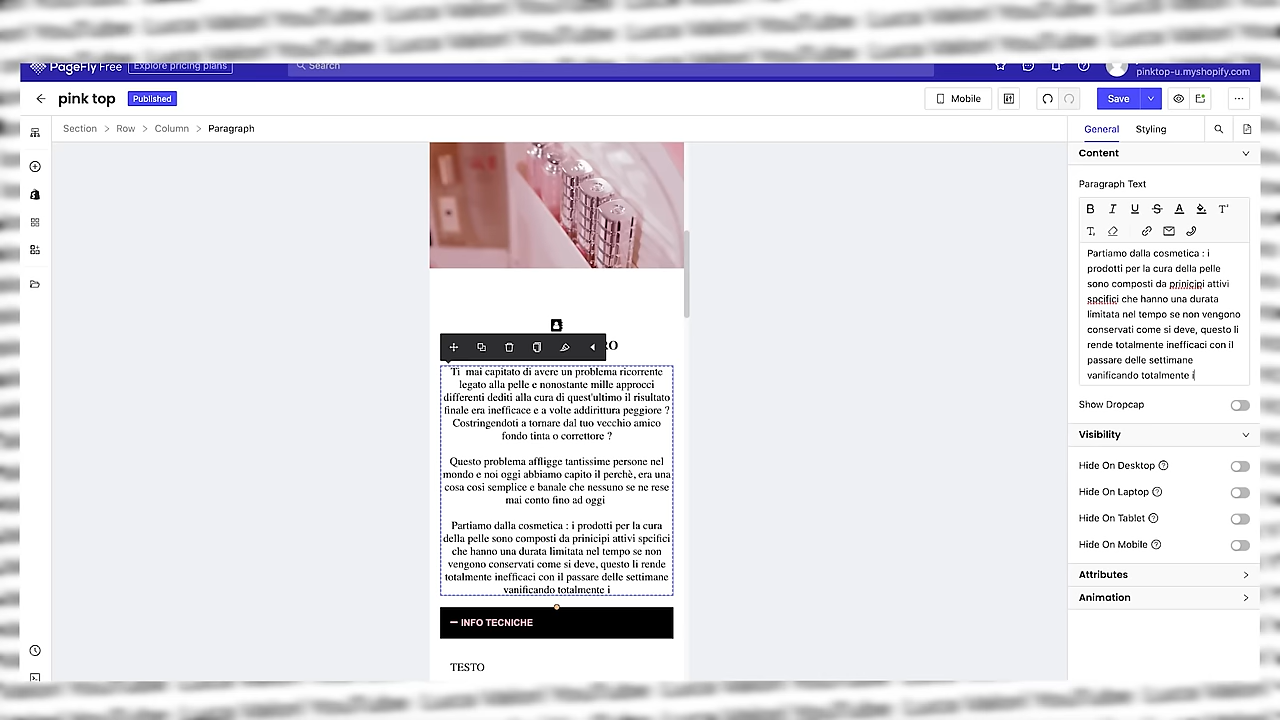 PageFly Free
Explore pricing plans
Search
pinktop-u.myshopify.com
pink top
Published
Mobile
Save
Section > Row > Column > Paragraph
General
Styling
Content
Paragraph Text
Partiamo dalla cosmetica : i
prodotti per la cura della pelle
sono composti da prinicipi attivi
spcifici che hanno una durata
limitata nel tempo se non vengono
conservati come si deve, questo li
rende totalmente inefficaci con il
passare delle settimane
vanificando totalmente i
Show Dropcap
Visibility
Hide On Desktop
Hide On Laptop
Hide On Tablet
Hide On Mobile
Attributes
Animation
Ti  mai capitato di avere un problema ricorrente
legato alla pelle e nonostante mille approcci
differenti dediti alla cura di quest'ultimo il risultato
finale era inefficace e a volte addirittura peggiore ?
Costringendoti a tornare dal tuo vecchio amico
fondo tinta o correttore ?
Questo problema affligge tantissime persone nel
mondo e noi oggi abbiamo capito il perchè, era una
cosa cosi semplice e banale che nessuno se ne rese
mai conto fino ad oggi
Partiamo dalla cosmetica : i prodotti per la cura
della pelle sono composti da prinicipi attivi spcifici
che hanno una durata limitata nel tempo se non
vengono conservati come si deve, questo li rende
totalmente inefficaci con il passare delle settimane
vanificando totalmente i
INFO TECNICHE
TESTO